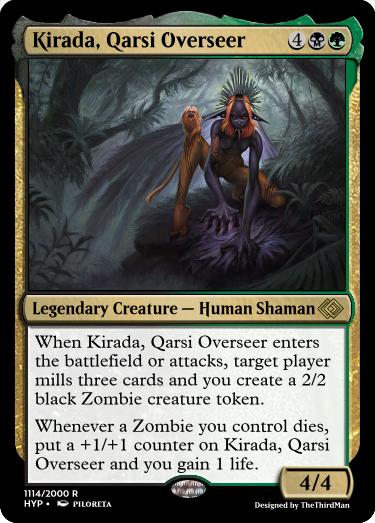 Kirada, Qarsi Overseer 4
Legendary Creature — Human Shaman
When Kirada, Qarsi Overseer enters
the battlefield or attacks, target player
mills three cards and you create a 2/2
black Zombie creature token.
Whenever a Zombie you control dies,
put a +1/+1 counter on Kirada, Qarsi
Overseer and you gain 1 life.
4/4
1114/2000 R
HYP • PILORETA
Designed by TheThirdMan